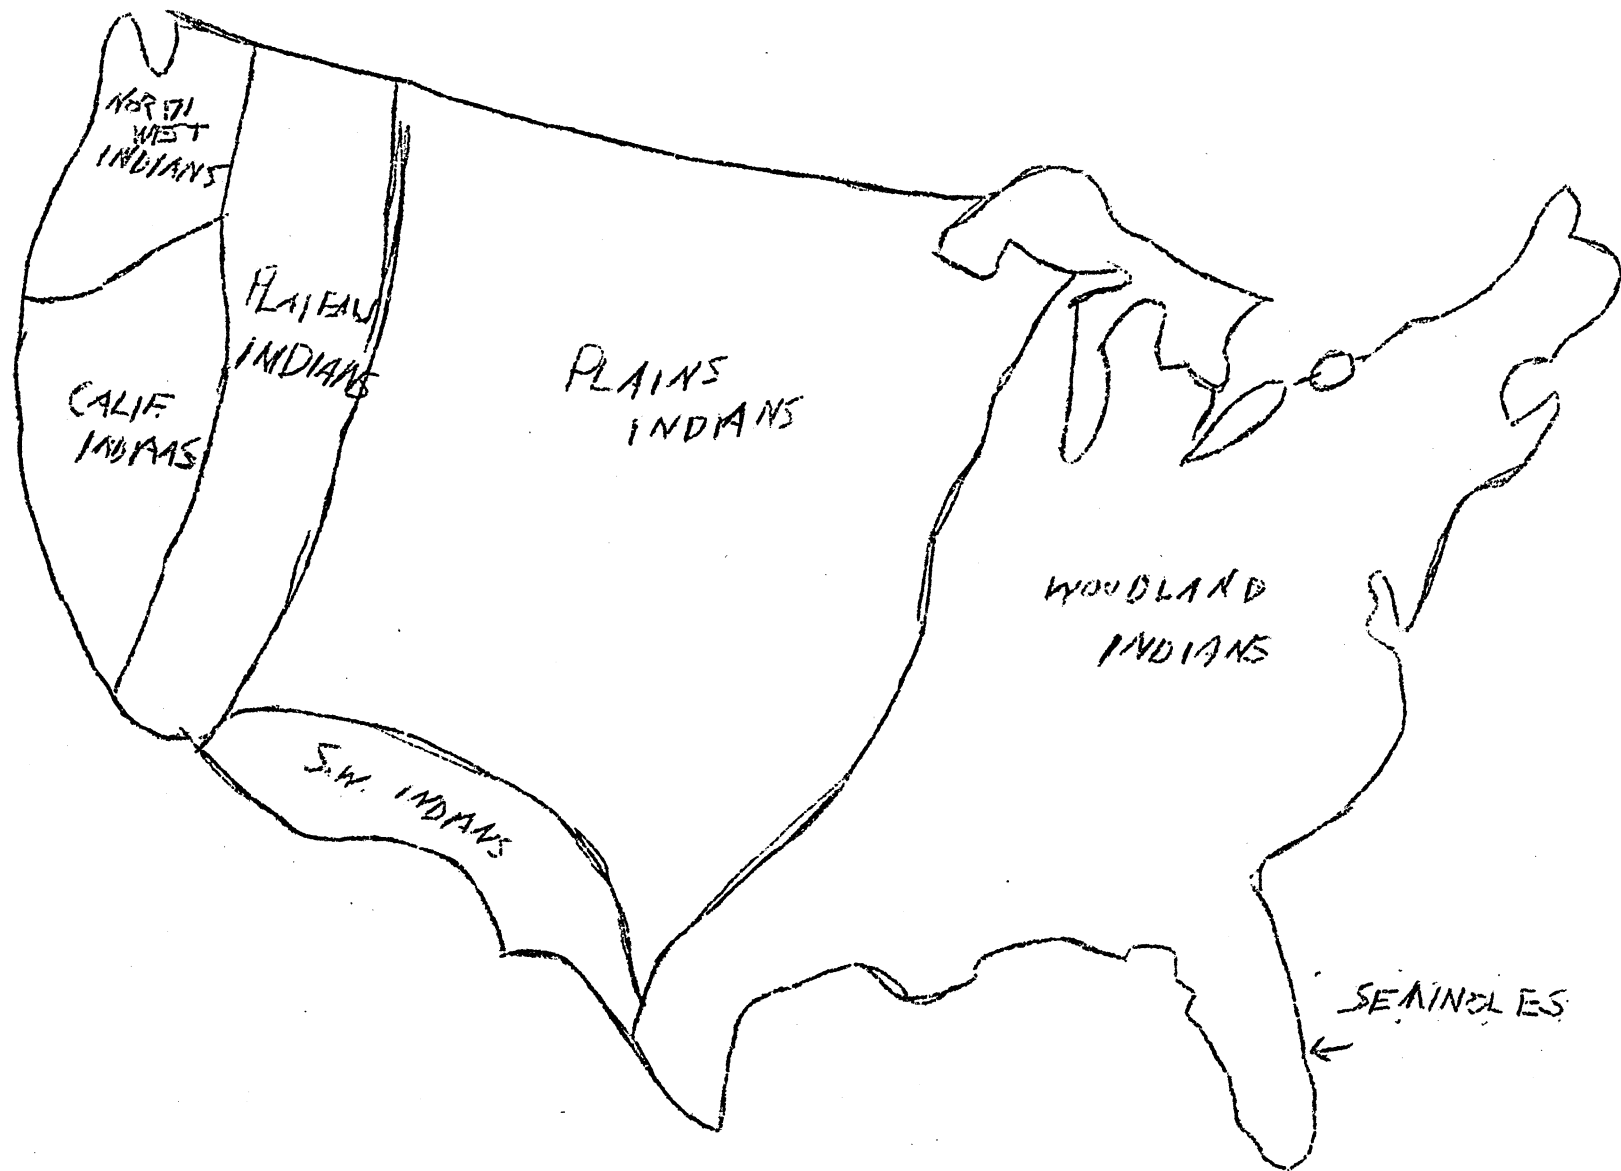 NORTH
WEST
INDIANS
PLATEAU
INDIANS
CALIF.
INDIANS
PLAINS
INDIANS
WOODLAND
INDIANS
S.W. INDIANS
SEMINOLES